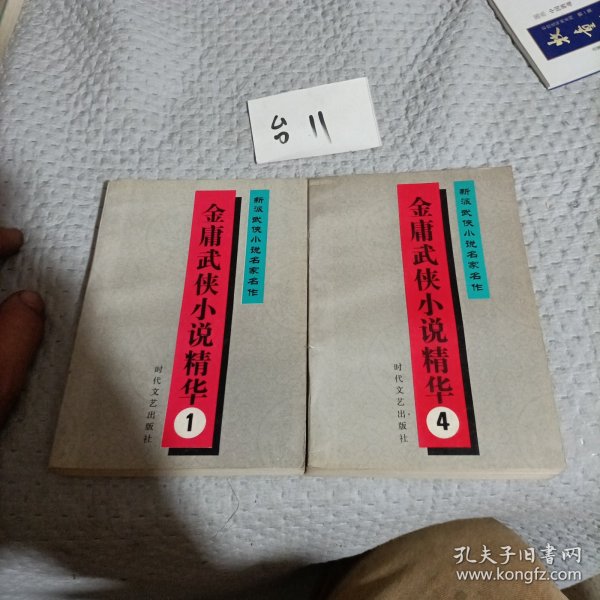 台11
新派武侠小说名家名作
金庸武侠小说精华
1
时代文艺出版社
新派武侠小说名家名作
金庸武侠小说精华
4
时代文艺出版社
孔夫子旧书网
www.kongfz.com